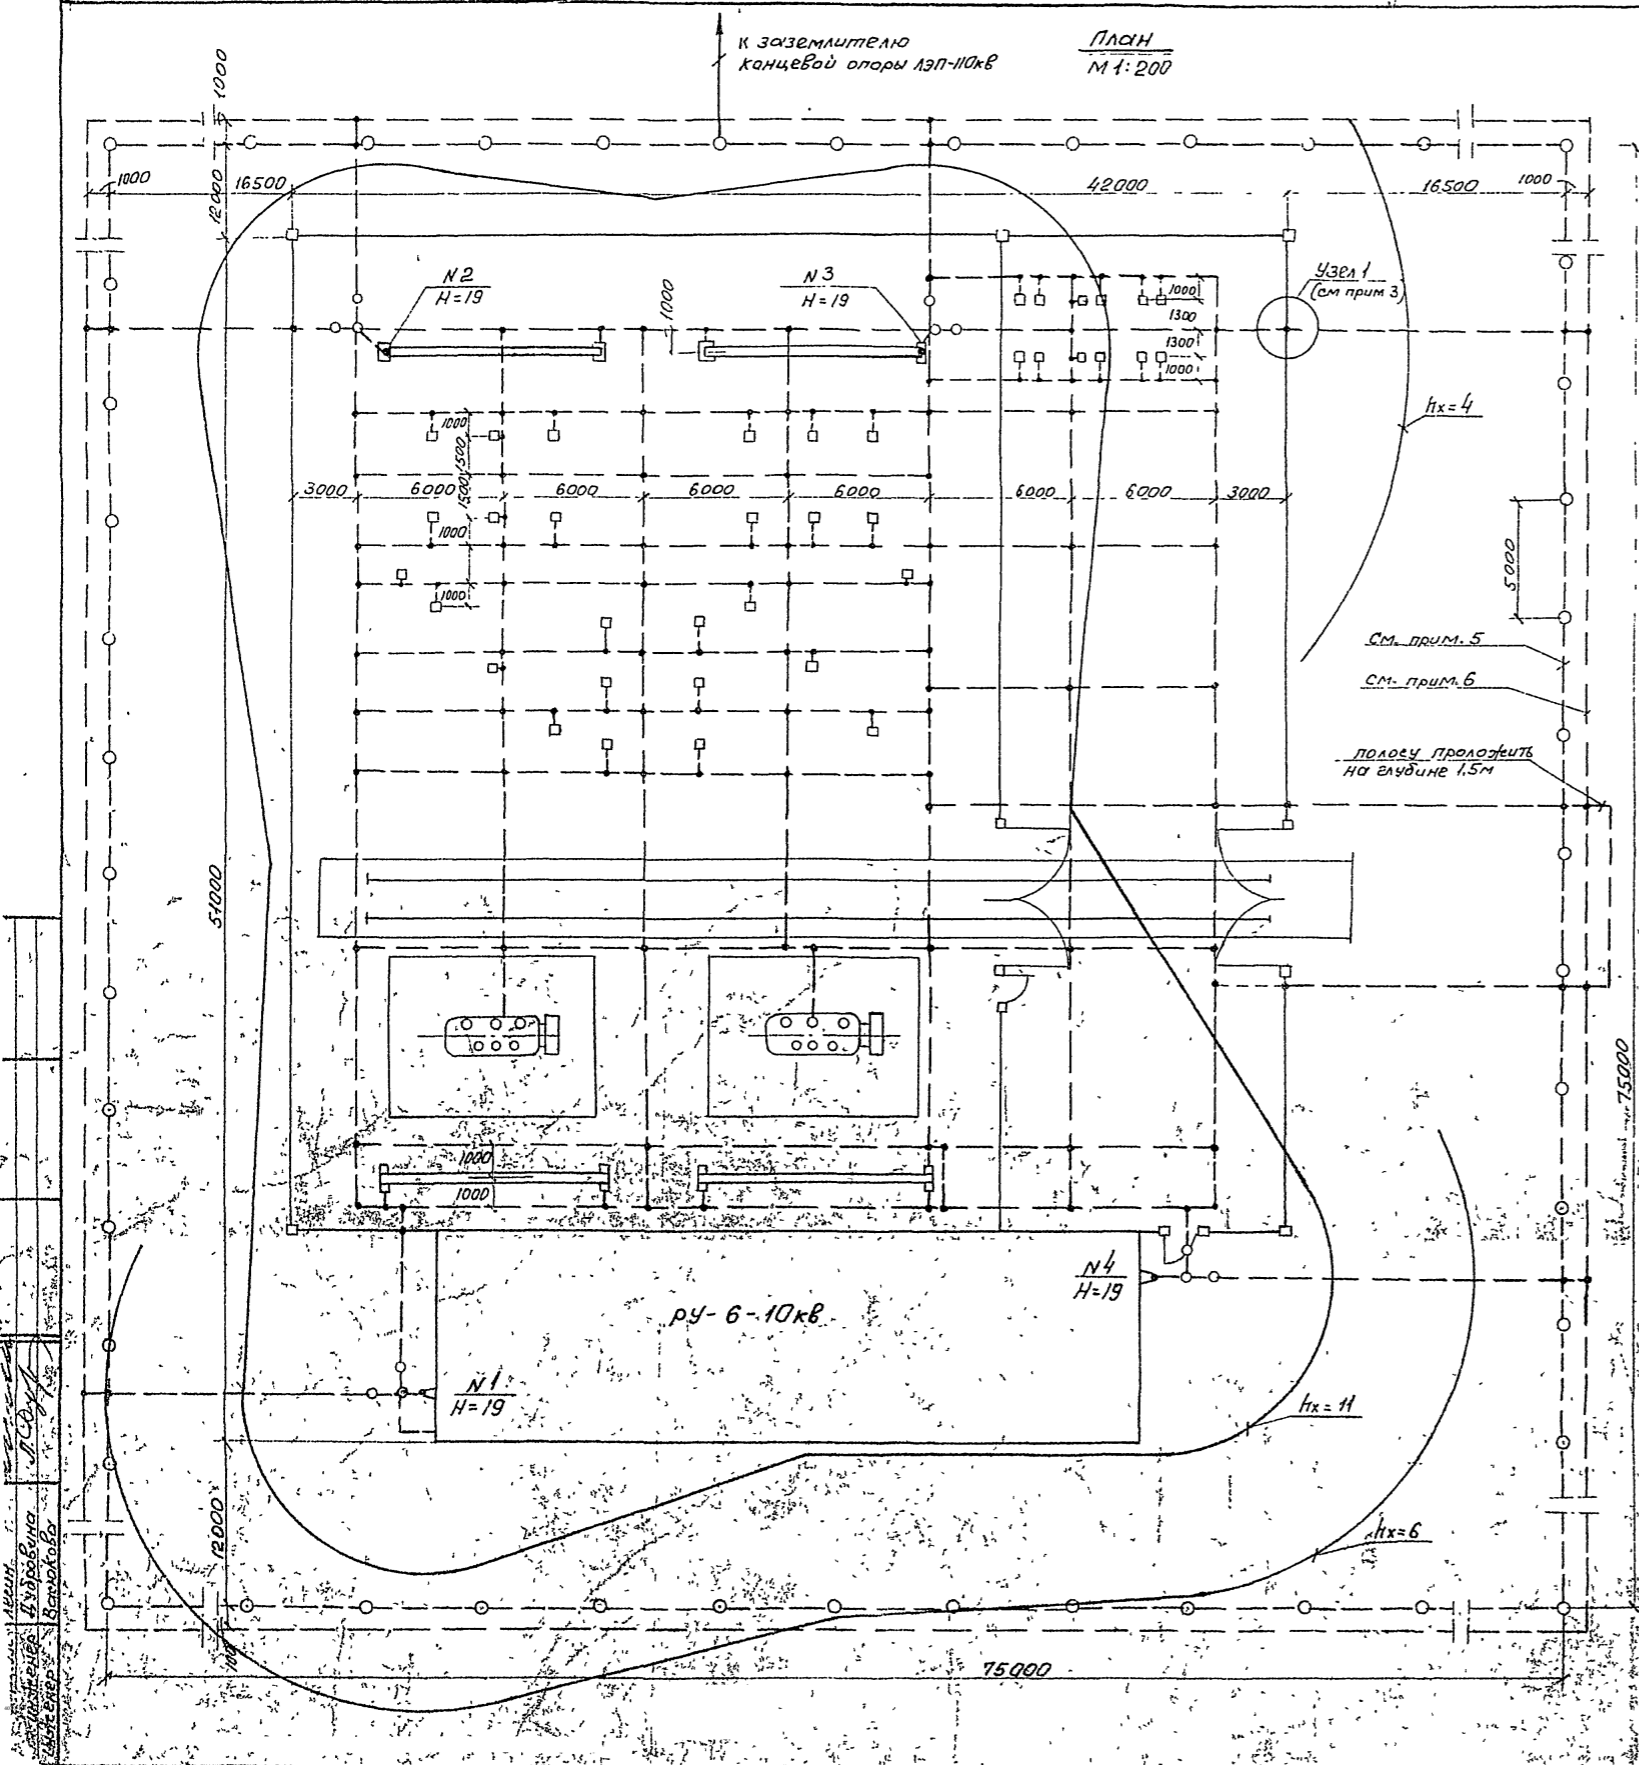 К заземлителю
концевой опоры ЛЭП-110кв
План
М 1:200
1000
12000
1000
16500
42000
16500
1000
N2
H=19
N3
H=19
1000
Узел 1
(см прим 3)
1000
1300
1300
1000
hx=4
1000
1500
1500
1000
1000
3000
6000
6000
6000
6000
6000
6000
3000
5000
См. прим. 5
См. прим. 6
полосу проложить
на глубине 1.5м
51000
75000
1000
1000
N4
H=19
РУ-6-10кв
N1
H=19
hx=11
hx=6
12000
75000
Инженер
Дубровина